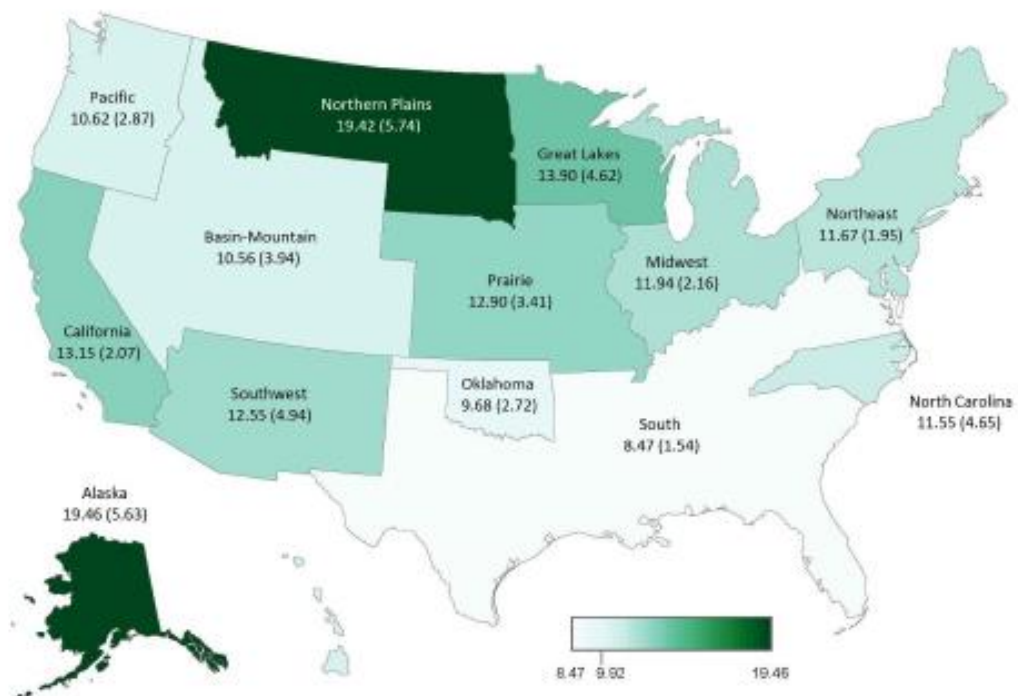 Pacific
10.62 (2.87)
Northern Plains
19.42 (5.74)
Great Lakes
13.90 (4.62)
Northeast
11.67 (1.95)
Basin-Mountain
10.56 (3.94)
Midwest
11.94 (2.16)
Prairie
12.90 (3.41)
California
13.15 (2.07)
Southwest
12.55 (4.94)
Oklahoma
9.68 (2.72)
South
8.47 (1.54)
North Carolina
11.55 (4.65)
Alaska
19.46 (5.63)
8.47 9.92 19.46